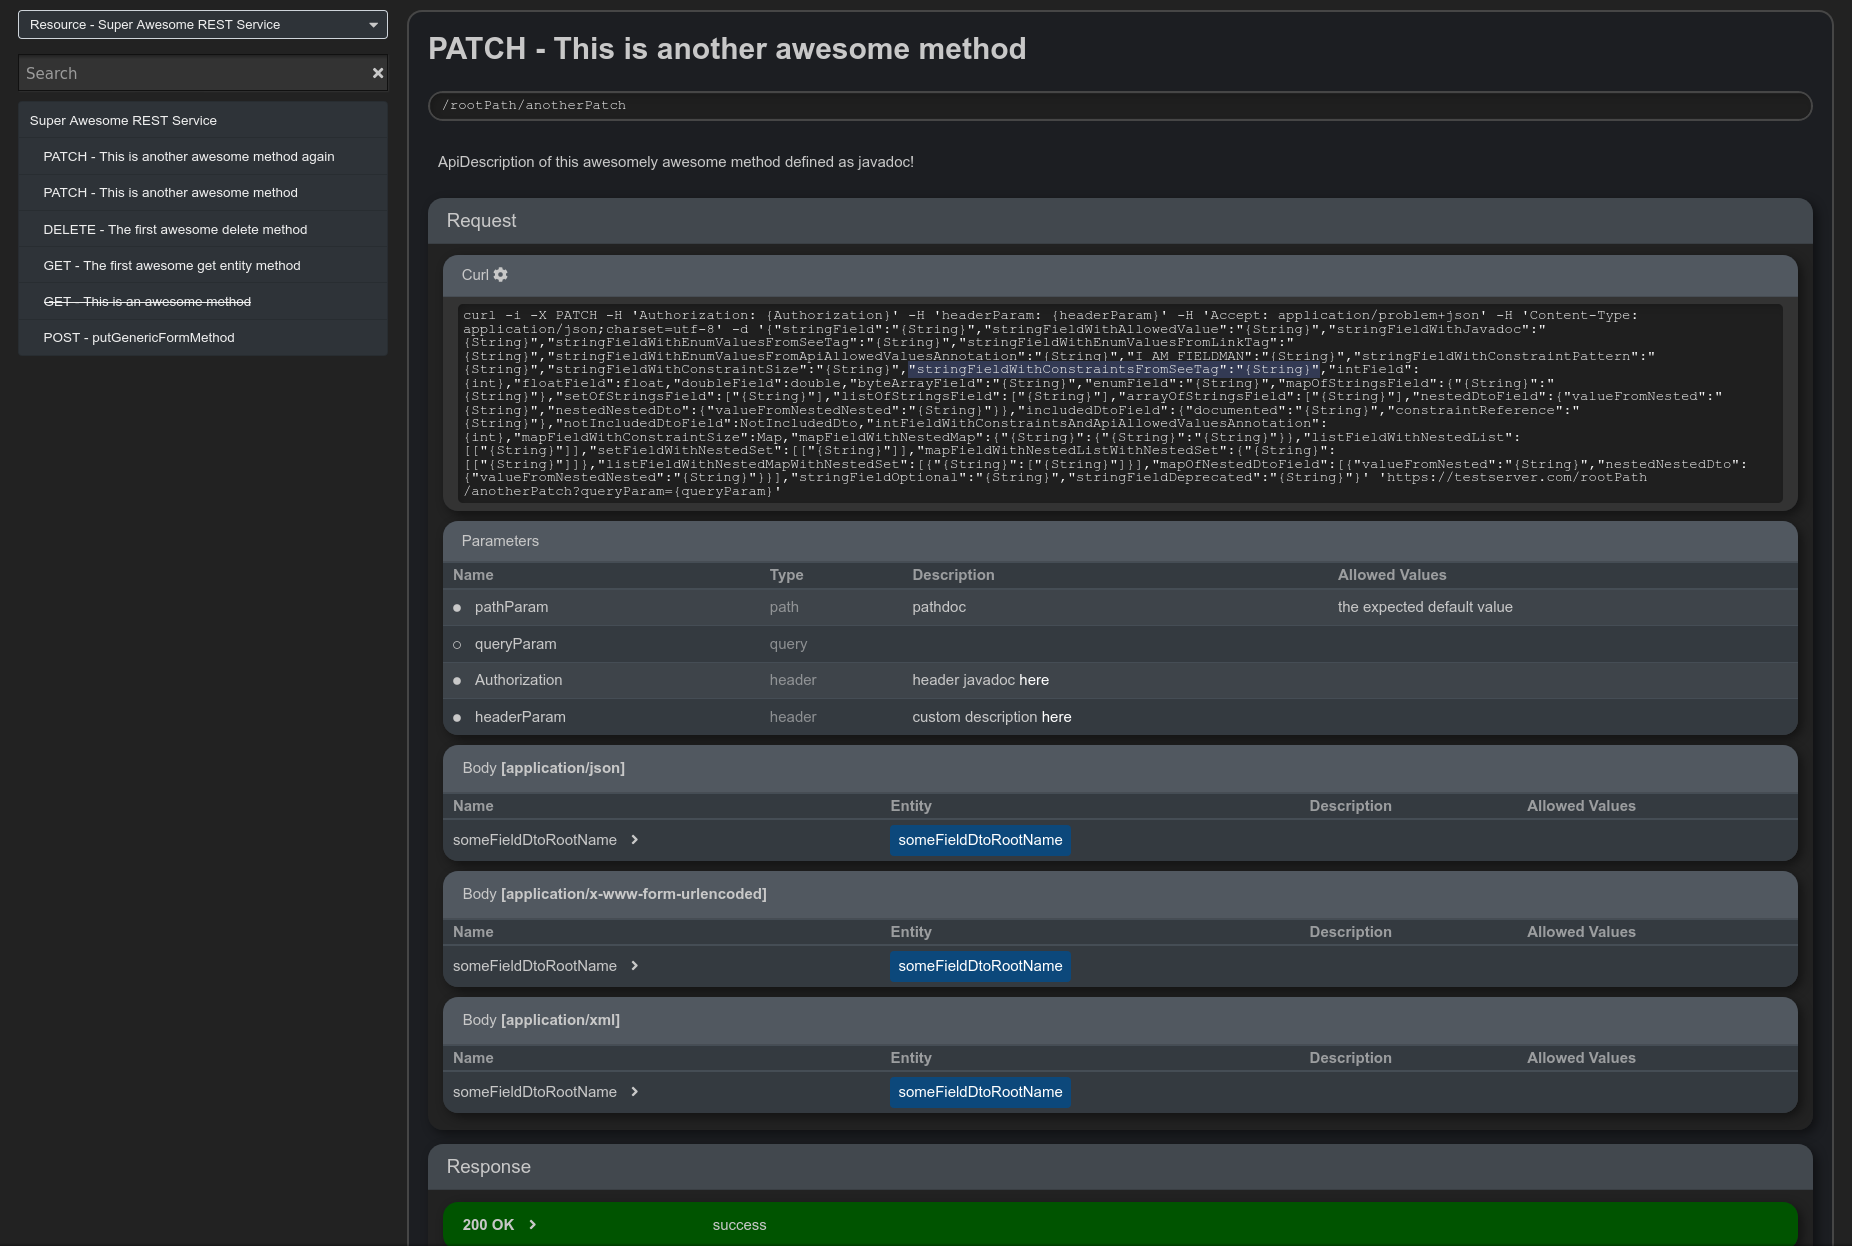 Resource - Super Awesome REST Service
Search
Super Awesome REST Service
PATCH - This is another awesome method again
PATCH - This is another awesome method
DELETE - The first awesome delete method
GET - The first awesome get entity method
GET - This is an awesome method
POST - putGenericFormMethod
PATCH - This is another awesome method
/rootPath/anotherPatch
ApiDescription of this awesomely awesome method defined as javadoc!
Request
Curl
curl -i -X PATCH -H 'Authorization: {Authorization}' -H 'headerParam: {headerParam}' -H 'Accept: application/problem+json' -H 'Content-Type:
application/json;charset=utf-8' -d '{"stringField":"{String}","stringFieldWithAllowedValue":"{String}","stringFieldWithJavadoc":"
{String}","stringFieldWithEnumValuesFromSeeTag":"{String}","stringFieldWithEnumValuesFromLinkTag":"
{String}","stringFieldWithEnumValuesFromApiAllowedValuesAnnotation":"{String}","I_AM_FIELDMAN":"{String}","stringFieldWithConstraintPattern":"
{String}","stringFieldWithConstraintSize":"{String}","stringFieldWithConstraintsFromSeeTag":"{String}","intField":
{int},"floatField":float,"doubleField":double,"byteArrayField":"{String}","enumField":"{String}","mapOfStringsField":{"{String}":"
{String}"},"setOfStringsField":["{String}"],"listOfStringsField":["{String}"],"arrayOfStringsField":["{String}"],"nestedDtoField":{"valueFromNested":"
{String}","nestedNestedDto":{"valueFromNestedNested":"{String}"}},"includedDtoField":{"documented":"{String}","constraintReference":"
{String}"},"notIncludedDtoField":NotIncludedDto,"intFieldWithConstraintsAndApiAllowedValuesAnnotation":
{int},"mapFieldWithConstraintSize":Map,"mapFieldWithNestedMap":{"{String}":{"{String}":"{String}"}},"listFieldWithNestedList":
[["{String}"]],"setFieldWithNestedSet":[["{String}"]],"mapFieldWithNestedListWithNestedSet":{"{String}":
[["{String}"]]},"listFieldWithNestedMapWithNestedSet":[{"{String}":["{String}"]}],"mapOfNestedDtoField":[{"valueFromNested":"{String}","nestedNestedDto":
{"valueFromNestedNested":"{String}"}}],"stringFieldOptional":"{String}","stringFieldDeprecated":"{String}"}' 'https://testserver.com/rootPath
/anotherPatch?queryParam={queryParam}'
Parameters
Name Type Description Allowed Values
pathParam path pathdoc the expected default value
queryParam query
Authorization header header javadoc here
headerParam header custom description here
Body [application/json]
Name Entity Description Allowed Values
someFieldDtoRootName someFieldDtoRootName
Body [application/x-www-form-urlencoded]
Name Entity Description Allowed Values
someFieldDtoRootName someFieldDtoRootName
Body [application/xml]
Name Entity Description Allowed Values
someFieldDtoRootName someFieldDtoRootName
Response
200 OK success